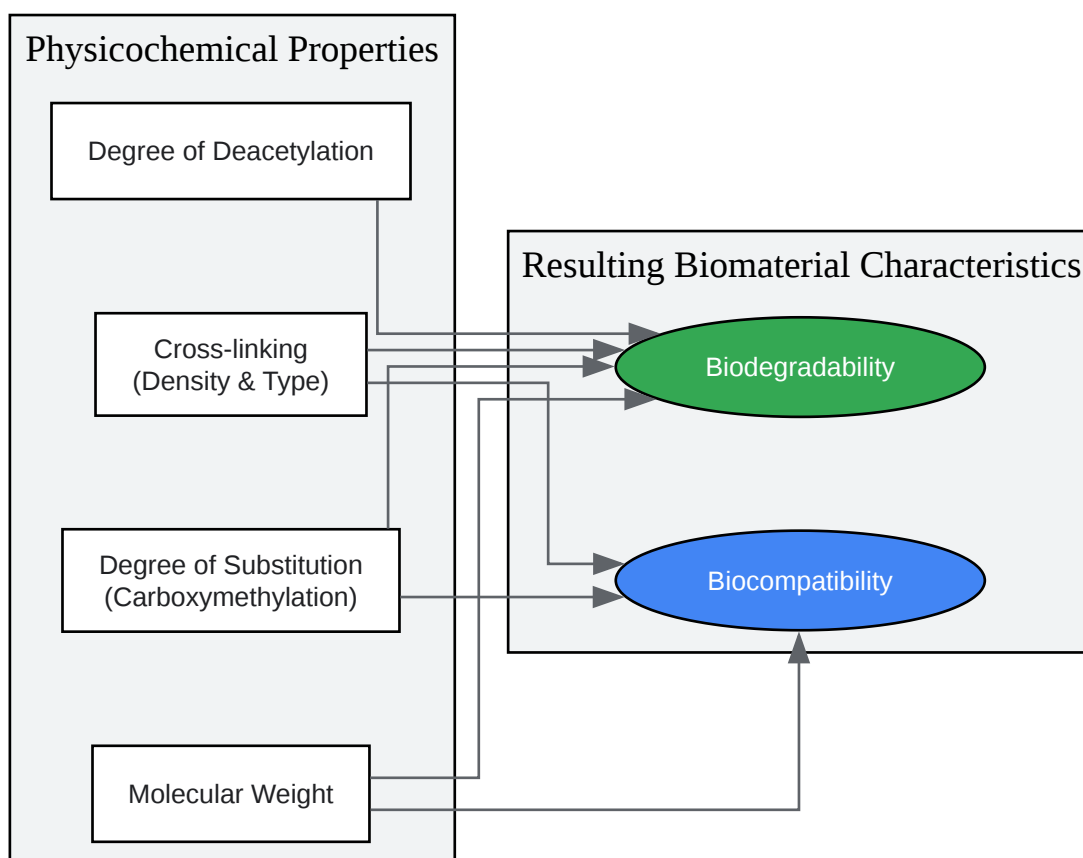 Physicochemical Properties
Degree of Deacetylation
Cross-linking
(Density & Type)
Degree of Substitution
(Carboxymethylation)
Molecular Weight
Resulting Biomaterial Characteristics
Biodegradability
Biocompatibility